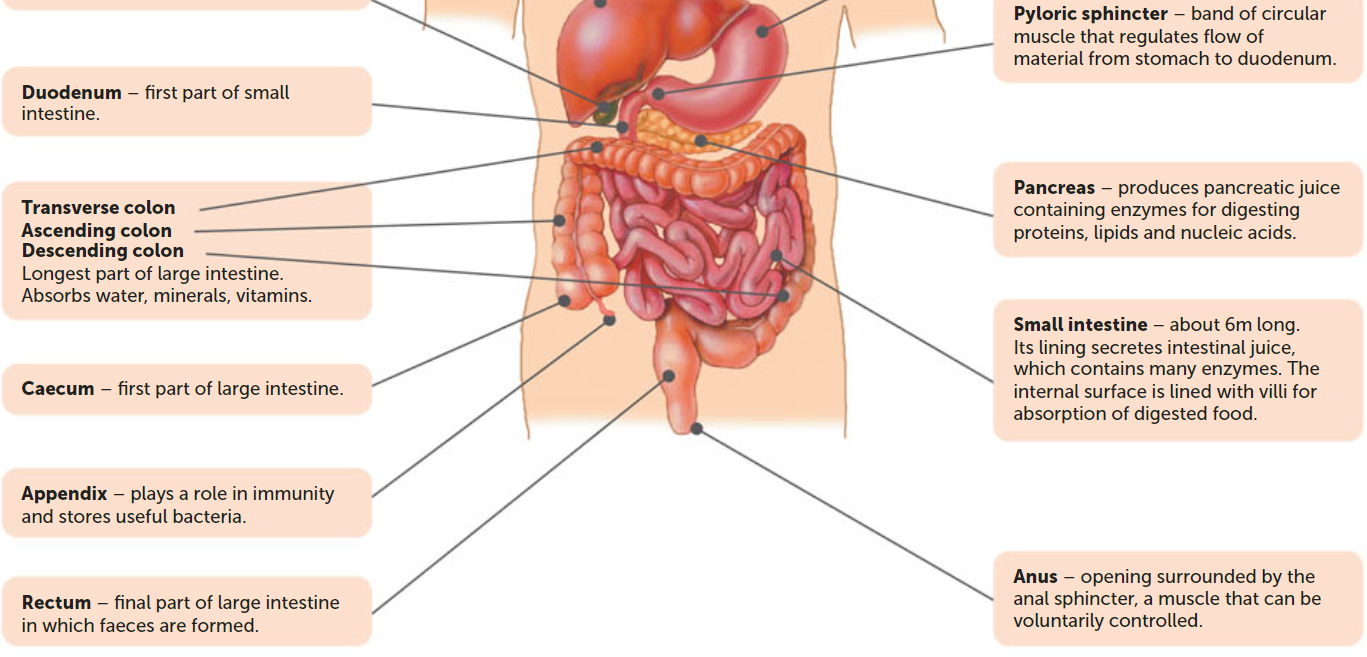 Duodenum – first part of small
intestine.
Transverse colon
Ascending colon
Descending colon
Longest part of large intestine.
Absorbs water, minerals, vitamins.
Caecum – first part of large intestine.
Appendix – plays a role in immunity
and stores useful bacteria.
Rectum – final part of large intestine
in which faeces are formed.
Pyloric sphincter – band of circular
muscle that regulates flow of
material from stomach to duodenum.
Pancreas – produces pancreatic juice
containing enzymes for digesting
proteins, lipids and nucleic acids.
Small intestine – about 6m long.
Its lining secretes intestinal juice,
which contains many enzymes. The
internal surface is lined with villi for
absorption of digested food.
Anus – opening surrounded by the
anal sphincter, a muscle that can be
voluntarily controlled.